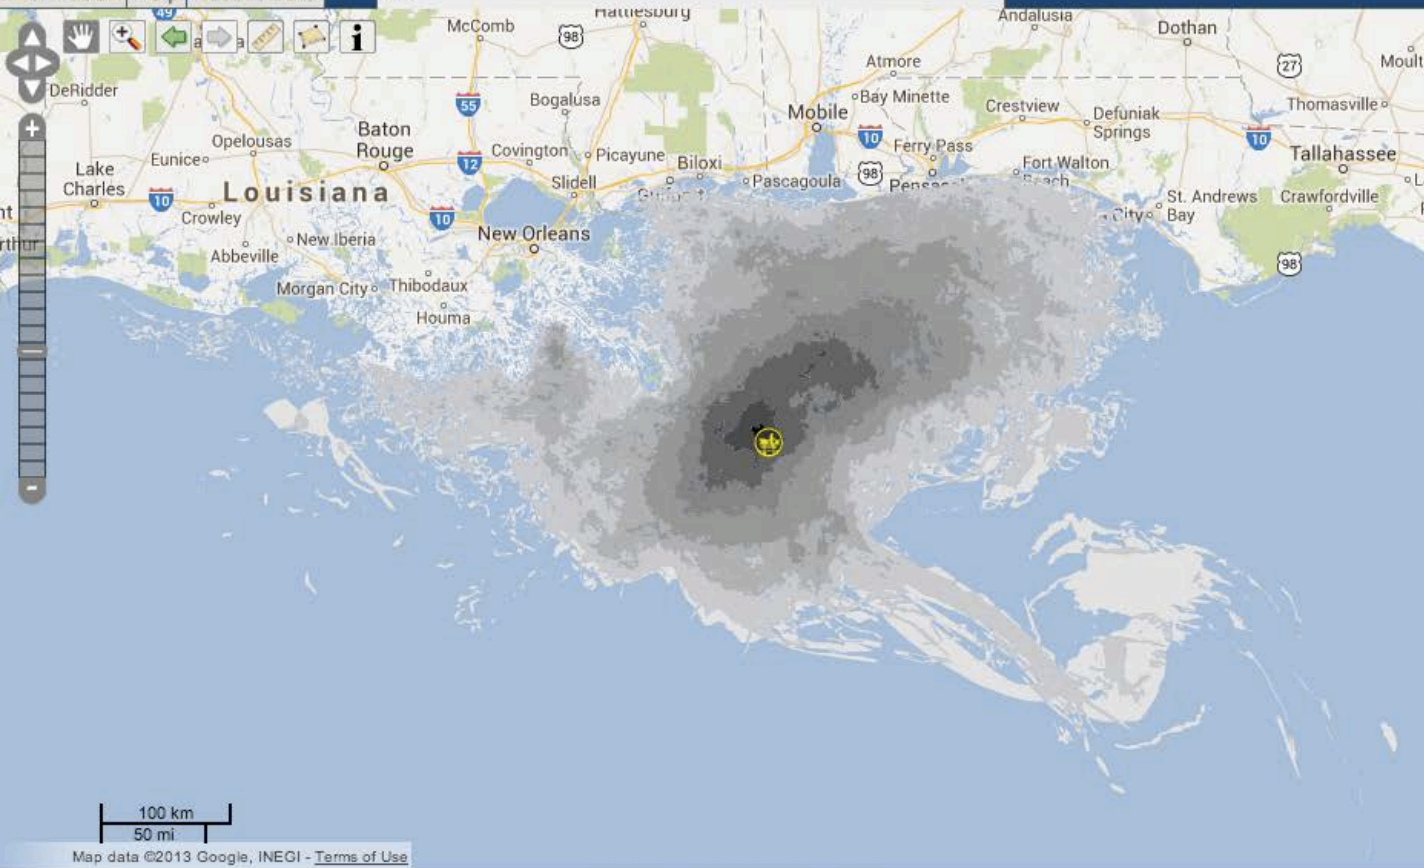 49
Hattiesburg
Andalusia
McComb
98
Dothan
27
Atmore
DeRidder
Bay Minette
55
Bogalusa
Crestview
Thomasville
Mobile
Defuniak
Springs
10
10
Baton
Rouge
Opelousas
Covington
Ferry Pass
Tallahassee
Eunice
12
Picayune
Biloxi
Fort Walton
Beach
Lake
Charles
98
Slidell
Pascagoula
Louisiana
10
St. Andrews
Bay
Crawfordville
Crowley
10
City
New Orleans
New Iberia
Abbeville
98
Morgan City
Thibodaux
Houma
100 km
50 mi
Map data ©2013 Google, INEGI - Terms of Use